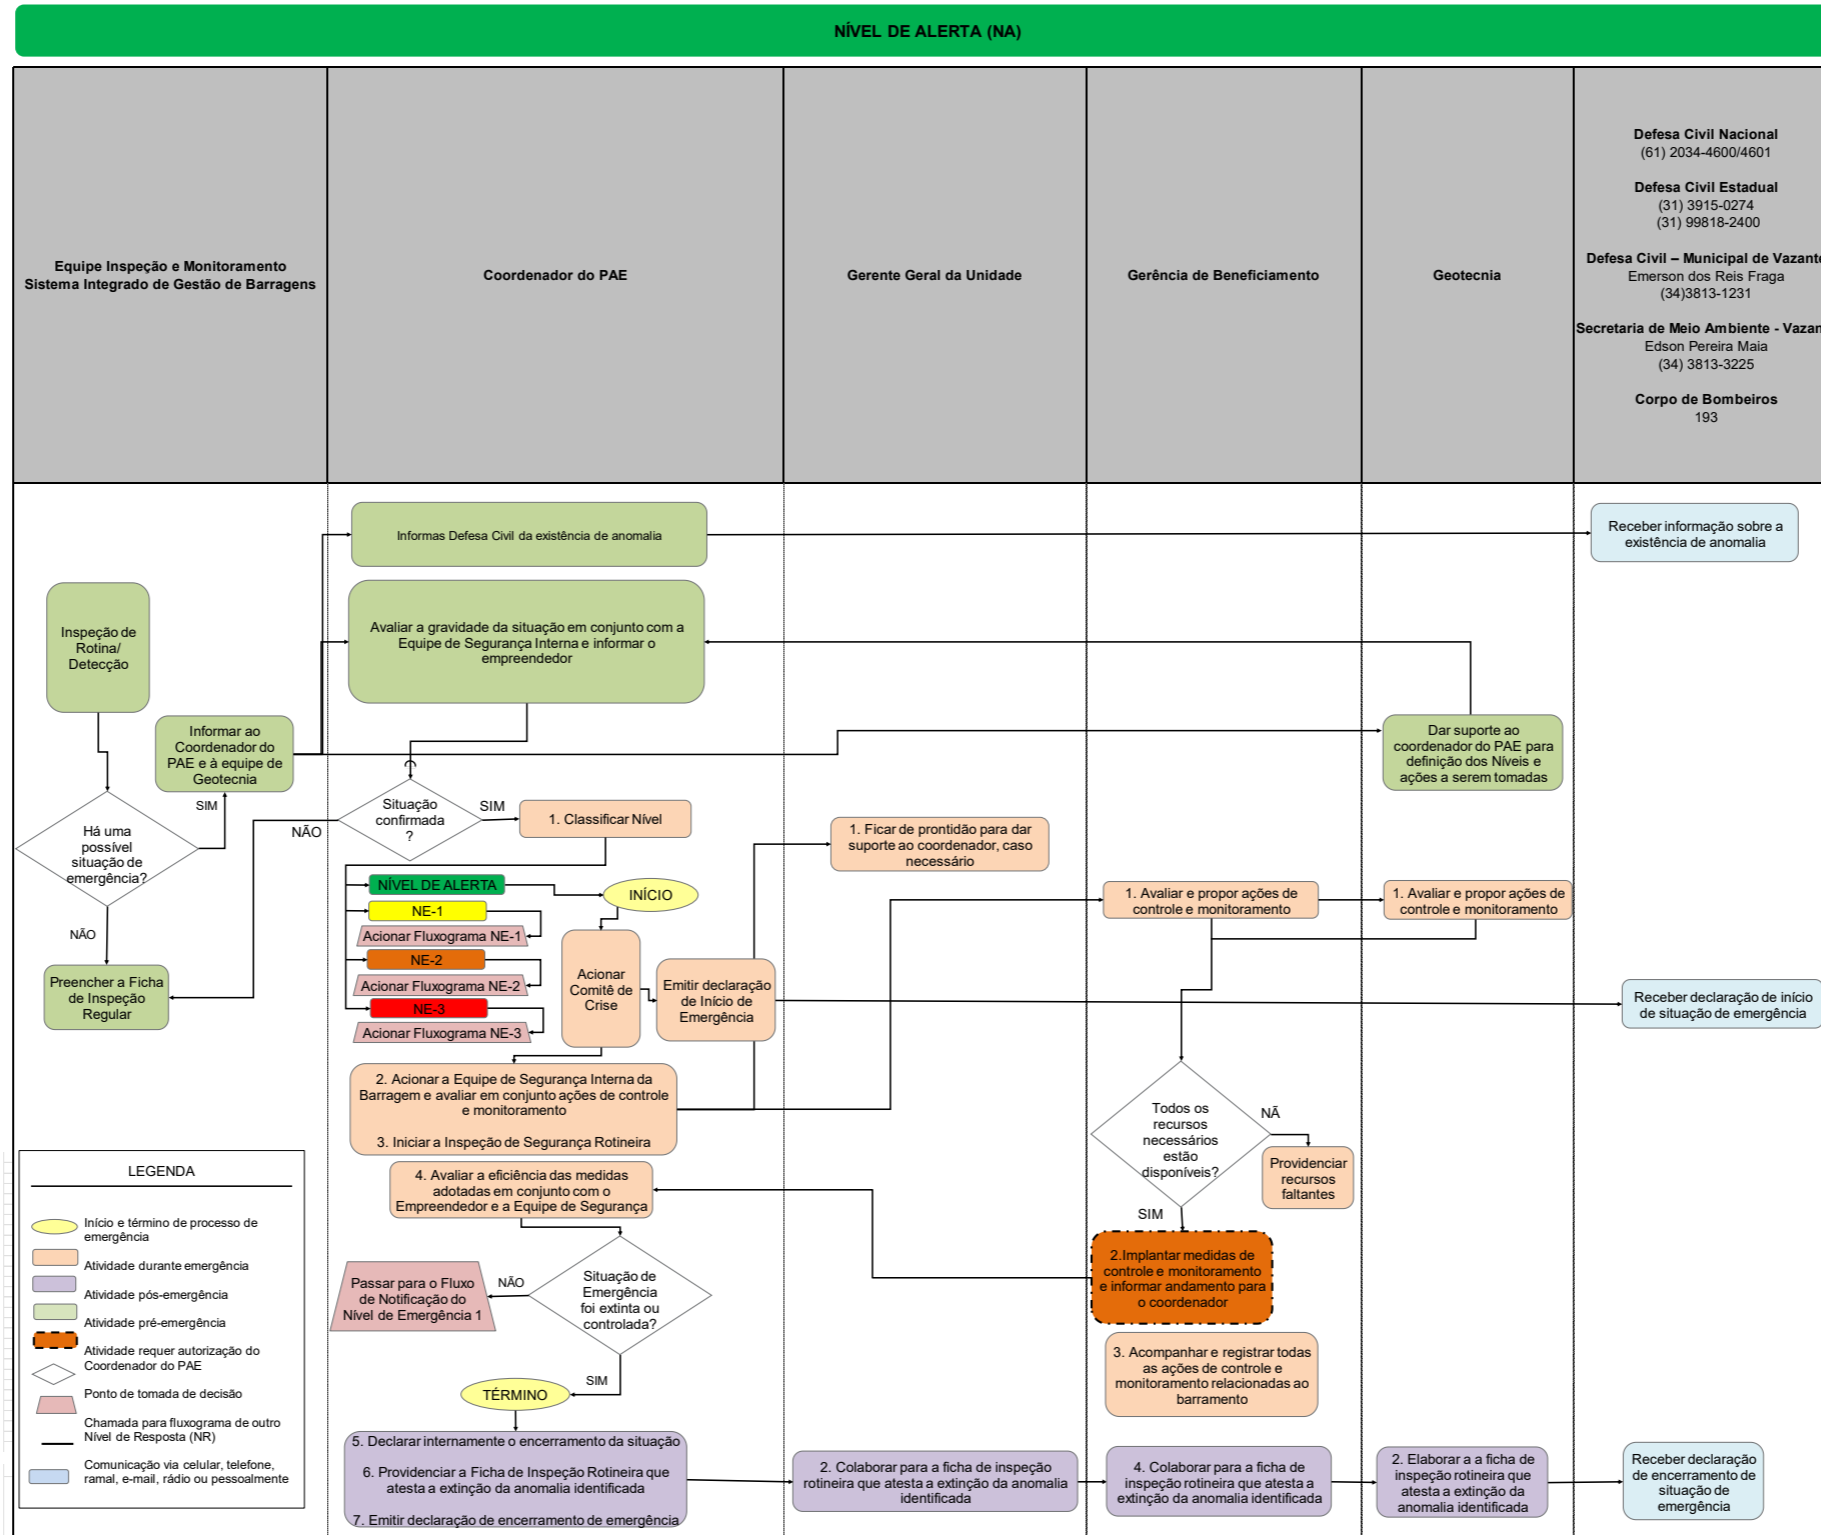 NÍVEL DE ALERTA (NA)
Equipe Inspeção e Monitoramento
Sistema Integrado de Gestão de Barragens
Coordenador do PAE
Gerente Geral da Unidade
Gerência de Beneficiamento
Geotecnia
Defesa Civil Nacional
(61) 2034-4600/4601
Defesa Civil Estadual
(31) 3915-0274
(31) 99818-2400
Defesa Civil – Municipal de Vazante
Emerson dos Reis Fraga
(34)3813-1231
Secretaria de Meio Ambiente - Vazan
Edson Pereira Maia
(34) 3813-3225
Corpo de Bombeiros
193
Informas Defesa Civil da existência de anomalia
Receber informação sobre a
existência de anomalia
Inspeção de
Rotina/
Detecção
Avaliar a gravidade da situação em conjunto com a
Equipe de Segurança Interna e informar o
empreendedor
Informar ao
Coordenador do
PAE e à equipe de
Geotecnia
Dar suporte ao
coordenador do PAE para
definição dos Níveis e
ações a serem tomadas
SIM
Há uma
possível
situação de
emergência?
NÃO
Situação
confirmada
?
SIM
NÃO
1. Classificar Nível
1. Ficar de prontidão para dar
suporte ao coordenador, caso
necessário
NÍVEL DE ALERTA
INÍCIO
NE-1
Acionar Fluxograma NE-1
NE-2
Acionar Fluxograma NE-2
NE-3
Acionar Fluxograma NE-3
1. Avaliar e propor ações de
controle e monitoramento
1. Avaliar e propor ações de
controle e monitoramento
Preencher a Ficha
de Inspeção
Regular
Acionar
Comitê de
Crise
Emitir declaração
de Início de
Emergência
Receber declaração de início
de situação de emergência
2. Acionar a Equipe de Segurança Interna da
Barragem e avaliar em conjunto ações de controle
e monitoramento
3. Iniciar a Inspeção de Segurança Rotineira
Todos os
recursos
necessários
estão
disponíveis?
NÃ
SIM
Providenciar
recursos
faltantes
4. Avaliar a eficiência das medidas
adotadas em conjunto com o
Empreendedor e a Equipe de Segurança
2.Implantar medidas de
controle e monitoramento
e informar andamento para
o coordenador
Passar para o Fluxo
de Notificação do
Nível de Emergência 1
NÃO
Situação de
Emergência
foi extinta ou
controlada?
SIM
3. Acompanhar e registrar todas
as ações de controle e
monitoramento relacionadas ao
barramento
TÉRMINO
5. Declarar internamente o encerramento da situação
6. Providenciar a Ficha de Inspeção Rotineira que
atesta a extinção da anomalia identificada
7. Emitir declaração de encerramento de emergência
2. Colaborar para a ficha de inspeção
rotineira que atesta a extinção da anomalia
identificada
4. Colaborar para a ficha de
inspeção rotineira que atesta a
extinção da anomalia identificada
2. Elaborar a a ficha de
inspeção rotineira que
atesta a extinção da
anomalia identificada
Receber declaração
de encerramento de
situação de
emergência
LEGENDA
Início e término de processo de
emergência
Atividade durante emergência
Atividade pós-emergência
Atividade pré-emergência
Atividade requer autorização do
Coordenador do PAE
Ponto de tomada de decisão
Chamada para fluxograma de outro
Nível de Resposta (NR)
Comunicação via celular, telefone,
ramal, e-mail, rádio ou pessoalmente